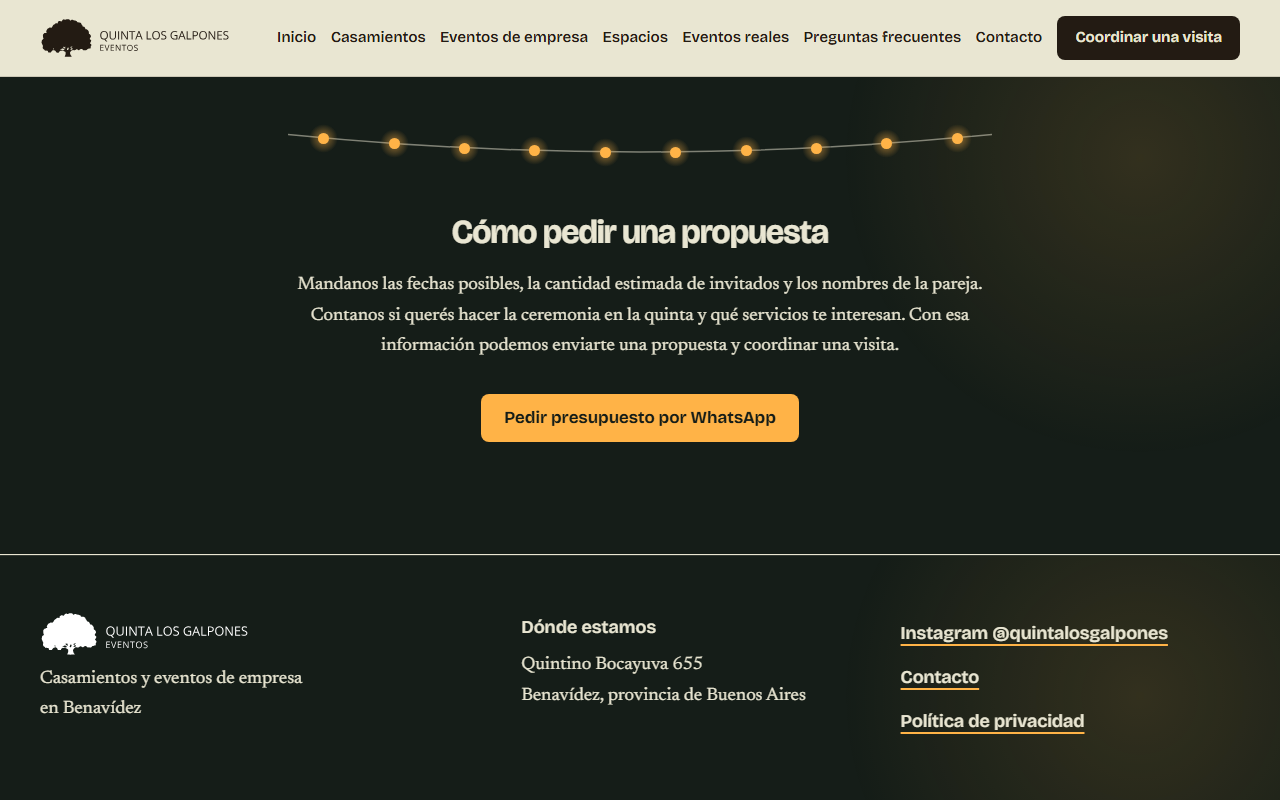 QUINTA LOS GALPONES
EVENTOS
Inicio Casamientos Eventos de empresa Espacios Eventos reales Preguntas frecuentes Contacto Coordinar una visita
Cómo pedir una propuesta
Mandanos las fechas posibles, la cantidad estimada de invitados y los nombres de la pareja.
Contanos si querés hacer la ceremonia en la quinta y qué servicios te interesan. Con esa
información podemos enviarte una propuesta y coordinar una visita.
Pedir presupuesto por WhatsApp
QUINTA LOS GALPONES
EVENTOS
Casamientos y eventos de empresa
en Benavídez
Dónde estamos
Quintino Bocayuva 655
Benavídez, provincia de Buenos Aires
Instagram @quintalosgalpones
Contacto
Política de privacidad